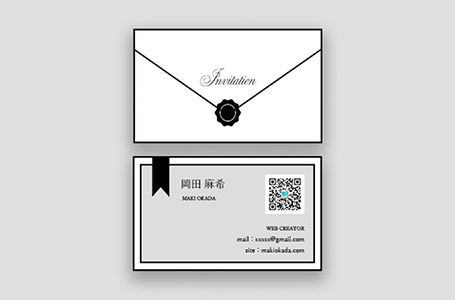 Invitation
岡田 麻希
MAKI OKADA
WEB CREATOR
mail：xxxxx@gmail.com
site：makiokada.com